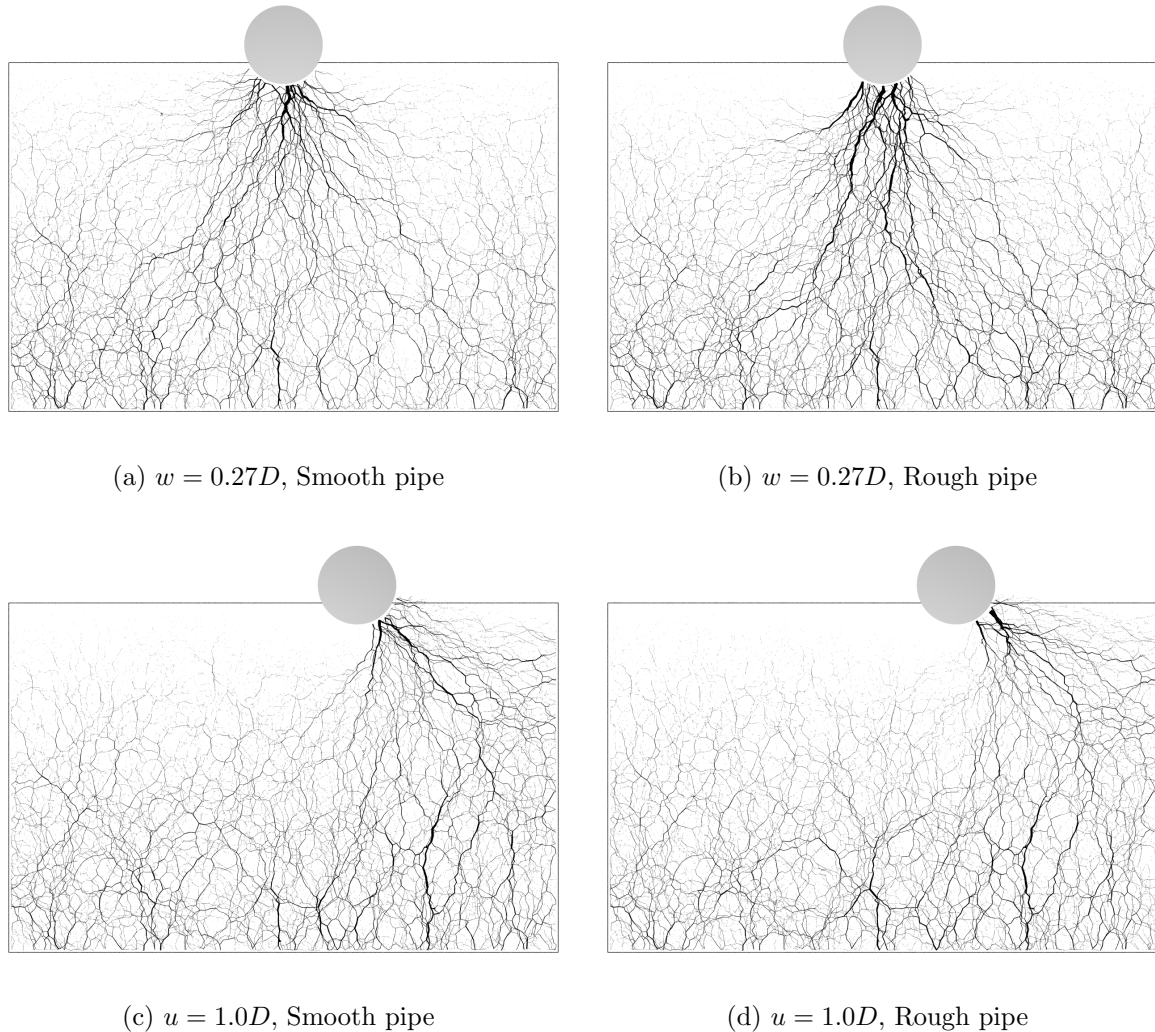 (a) w = 0.27D, Smooth pipe
(b) w = 0.27D, Rough pipe
(c) u = 1.0D, Smooth pipe
(d) u = 1.0D, Rough pipe